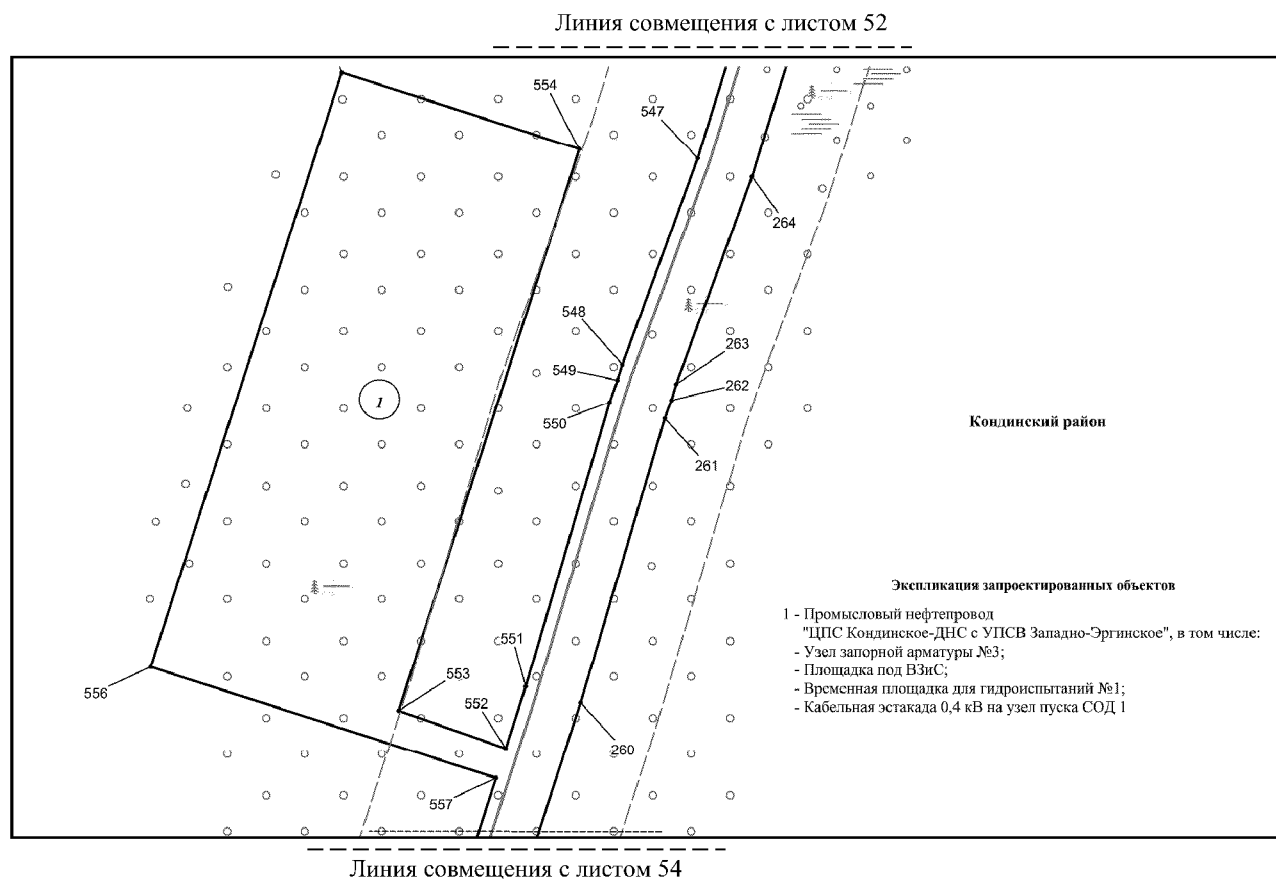 Линия совмещения с листом 52
554
547
264
548
263
549
262
1
550
Кондинский район
261
Экспликация запроектированных объектов
1 - Промысловый нефтепровод
"ЦПС Кондинское-ДНС с УПСВ Западно-Эргинское", в том числе:
- Узел запорной арматуры №3;
551
- Площадка под ВЗиС;
553
556
- Временная площадка для гидроиспытаний №1;
- Кабельная эстакада 0,4 кВ на узел пуска СОД 1
552
260
557
Линия совмещения с листом 54